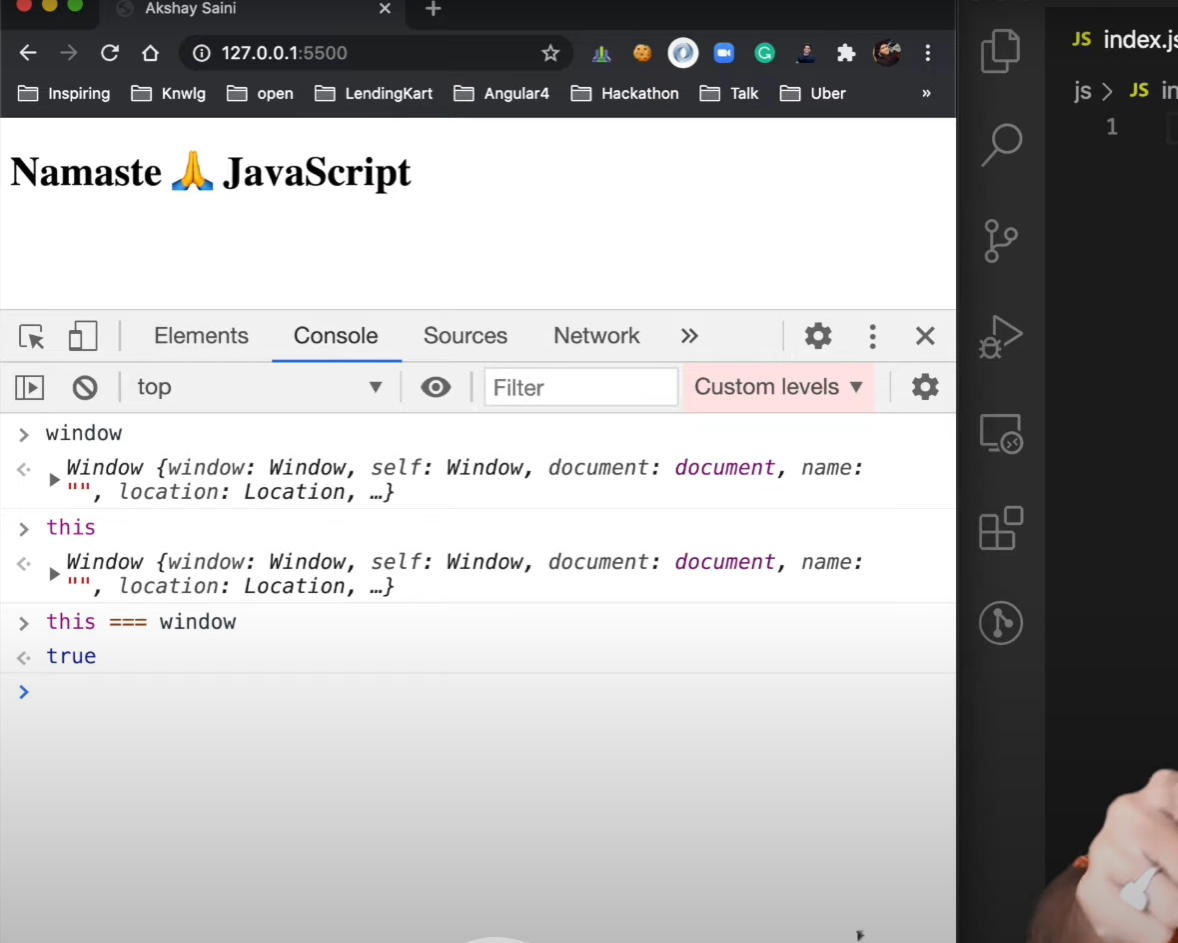 Akshay Saini
127.0.0.1:5500
Inspiring Knwlg open LendingKart Angular4 Hackathon Talk Uber »
Namaste 🙏 JavaScript
Elements Console Sources Network »
top Filter Custom levels
> window
Window {window: Window, self: Window, document: document, name:
"", location: Location, …}
> this
Window {window: Window, self: Window, document: document, name:
"", location: Location, …}
> this === window
true
>
JS index.js
js > JS in
1